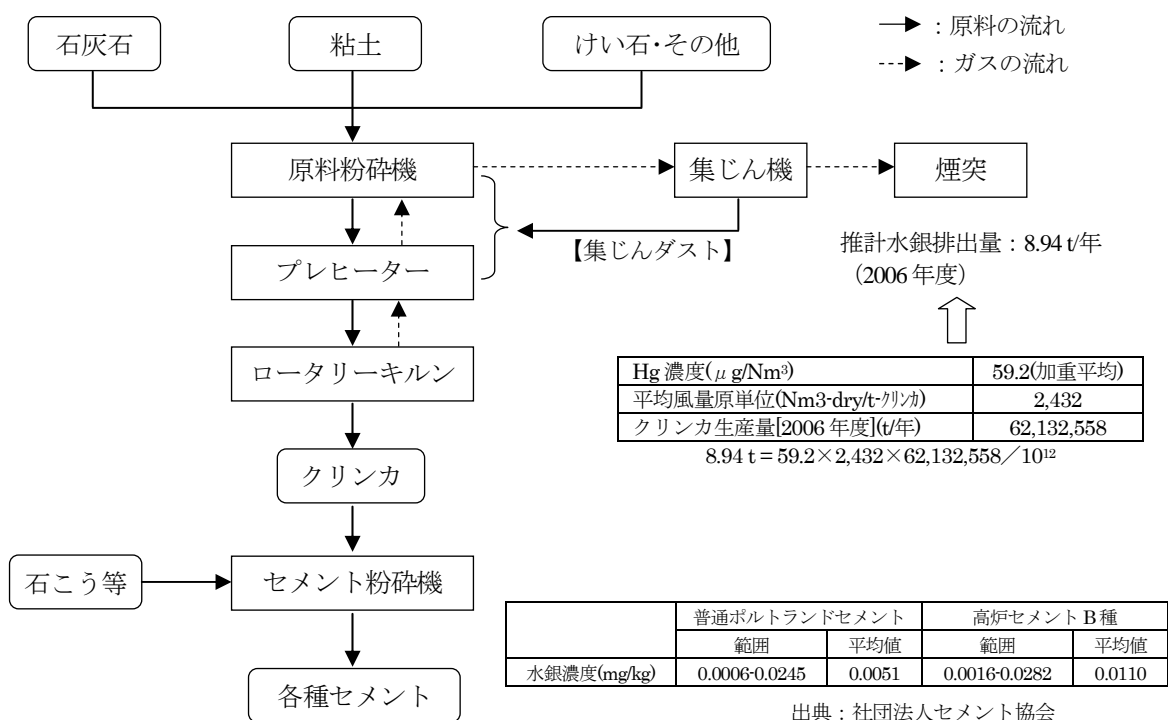 石灰石
粘土
けい石・その他
：原料の流れ
：ガスの流れ
原料粉砕機
集じん機
煙突
【集じんダスト】
プレヒーター
推計水銀排出量：8.94 t/年
（2006 年度）
ロータリーキルン
Hg 濃度(μg/Nm³) 59.2(加重平均)
平均風量原単位(Nm3-dry/t-ｸﾘﾝｶ) 2,432
クリンカ生産量[2006 年度](t/年) 62,132,558
8.94 t＝59.2×2,432×62,132,558／10¹²
クリンカ
石こう等
セメント粉砕機
普通ポルトランドセメント 高炉セメント B 種
範囲 平均値 範囲 平均値
水銀濃度(mg/kg) 0.0006-0.0245 0.0051 0.0016-0.0282 0.0110
各種セメント
出典：社団法人セメント協会